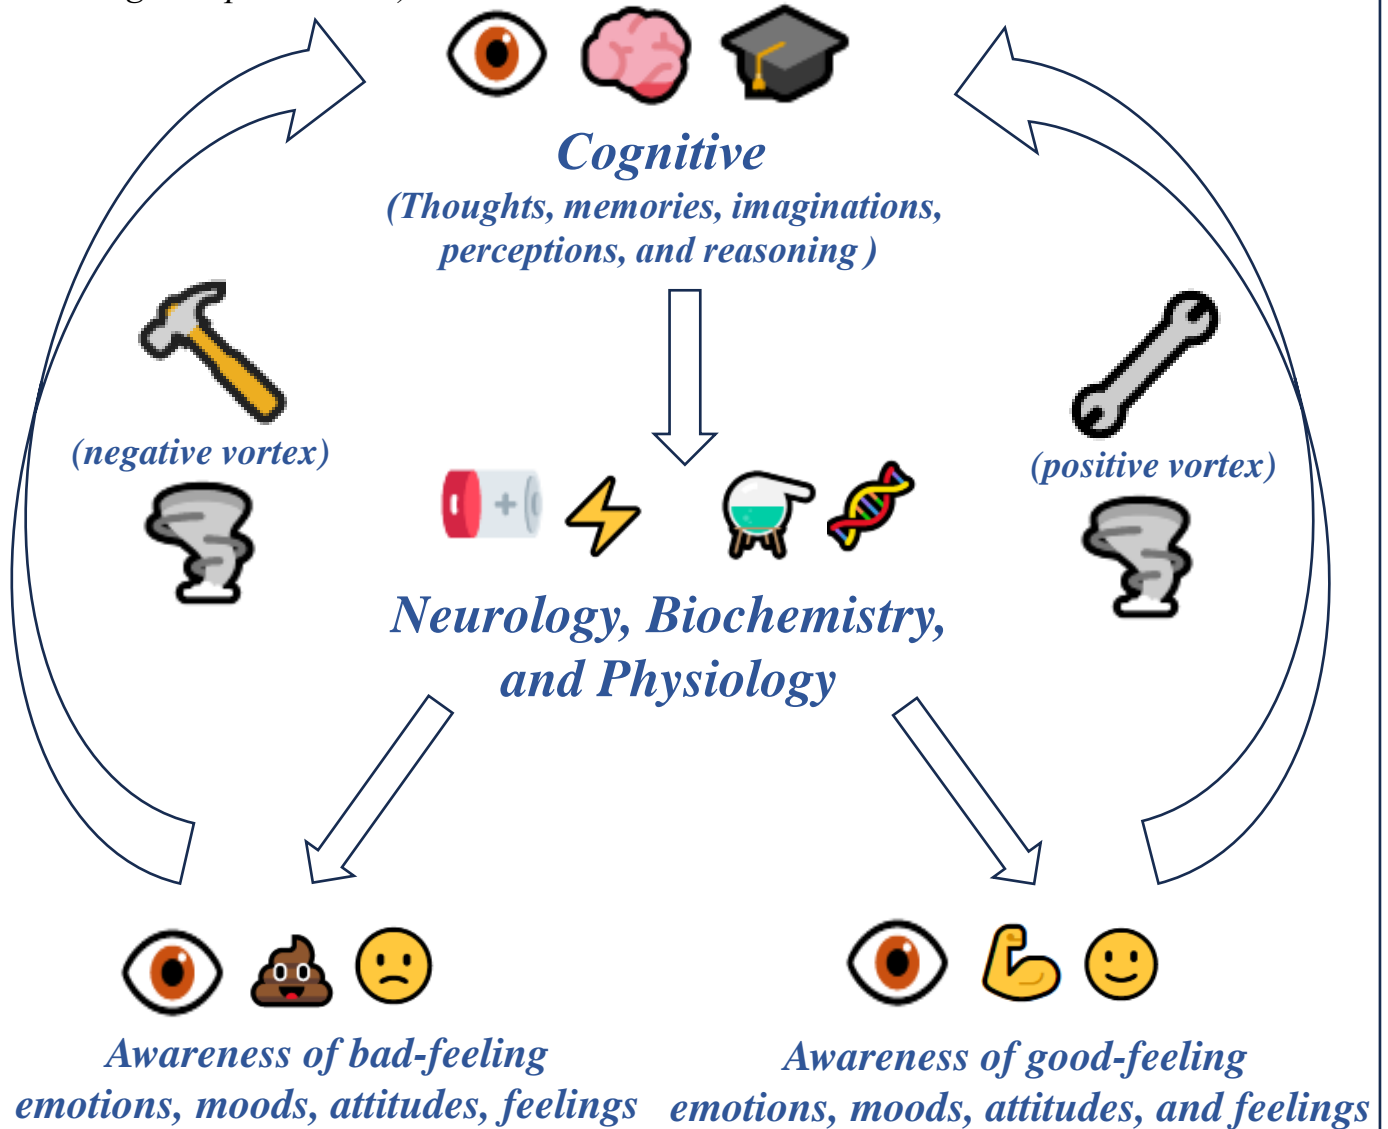 Cognitive
(Thoughts, memories, imaginations,
perceptions, and reasoning )
(negative vortex)
(positive vortex)
Neurology, Biochemistry,
and Physiology
Awareness of bad-feeling
emotions, moods, attitudes, feelings
Awareness of good-feeling
emotions, moods, attitudes, and feelings